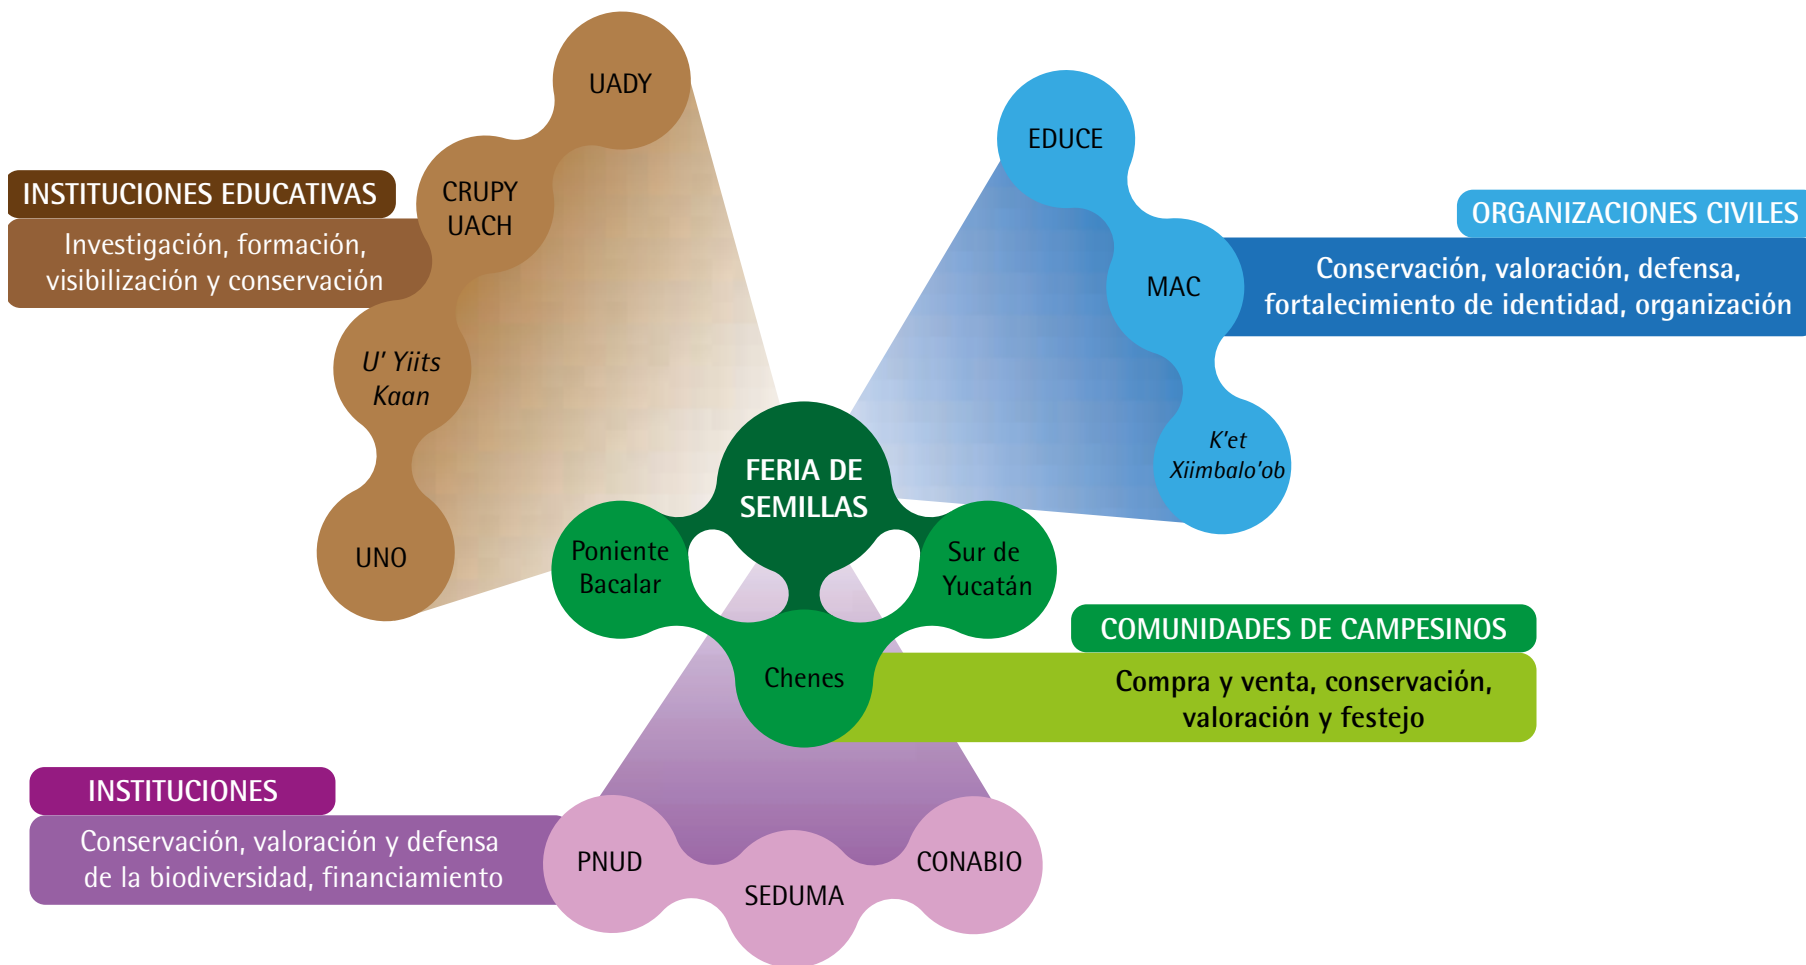 UADY
CRUPY
UACH
INSTITUCIONES EDUCATIVAS
Investigación, formación,
visibilización y conservación
U' Yiits
Kaan
UNO
EDUCE
MAC
K'et
Xiimbalo'ob
ORGANIZACIONES CIVILES
Conservación, valoración, defensa,
fortalecimiento de identidad, organización
FERIA DE
SEMILLAS
Poniente
Bacalar
Sur de
Yucatán
Chenes
COMUNIDADES DE CAMPESINOS
Compra y venta, conservación,
valoración y festejo
INSTITUCIONES
Conservación, valoración y defensa
de la biodiversidad, financiamiento
PNUD
SEDUMA
CONABIO